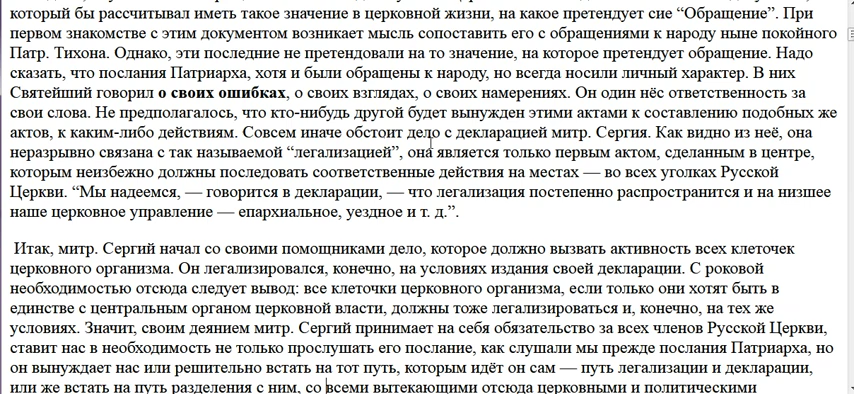 который бы рассчитывал иметь такое значение в церковной жизни, на какое претендует сие “Обращение”. При
первом знакомстве с этим документом возникает мысль сопоставить его с обращениями к народу ныне покойного
Патр. Тихона. Однако, эти последние не претендовали на то значение, на которое претендует обращение. Надо
сказать, что послания Патриарха, хотя и были обращены к народу, но всегда носили личный характер. В них
Святейший говорил о своих ошибках, о своих взглядах, о своих намерениях. Он один нёс ответственность за
свои слова. Не предполагалось, что кто-нибудь другой будет вынужден этими актами к составлению подобных же
актов, к каким-либо действиям. Совсем иначе обстоит дело с декларацией митр. Сергия. Как видно из неё, она
неразрывно связана с так называемой “легализацией”, она является только первым актом, сделанным в центре,
которым неизбежно должны последовать соответственные действия на местах — во всех уголках Русской
Церкви. “Мы надеемся, — говорится в декларации, — что легализация постепенно распространится и на низшее
наше церковное управление — епархиальное, уездное и т. д.”.
Итак, митр. Сергий начал со своими помощниками дело, которое должно вызвать активность всех клеточек
церковного организма. Он легализировался, конечно, на условиях издания своей декларации. С роковой
необходимостью отсюда следует вывод: все клеточки церковного организма, если только они хотят быть в
единстве с центральным органом церковной власти, должны тоже легализироваться и, конечно, на тех же
условиях. Значит, своим деянием митр. Сергий принимает на себя обязательство за всех членов Русской Церкви,
ставит нас в необходимость не только прослушать его послание, как слушали мы прежде послания Патриарха, но
он вынуждает нас или решительно встать на тот путь, которым идёт он сам — путь легализации и декларации,
или же встать на путь разделения с ним, со всеми вытекающими отсюда церковными и политическими